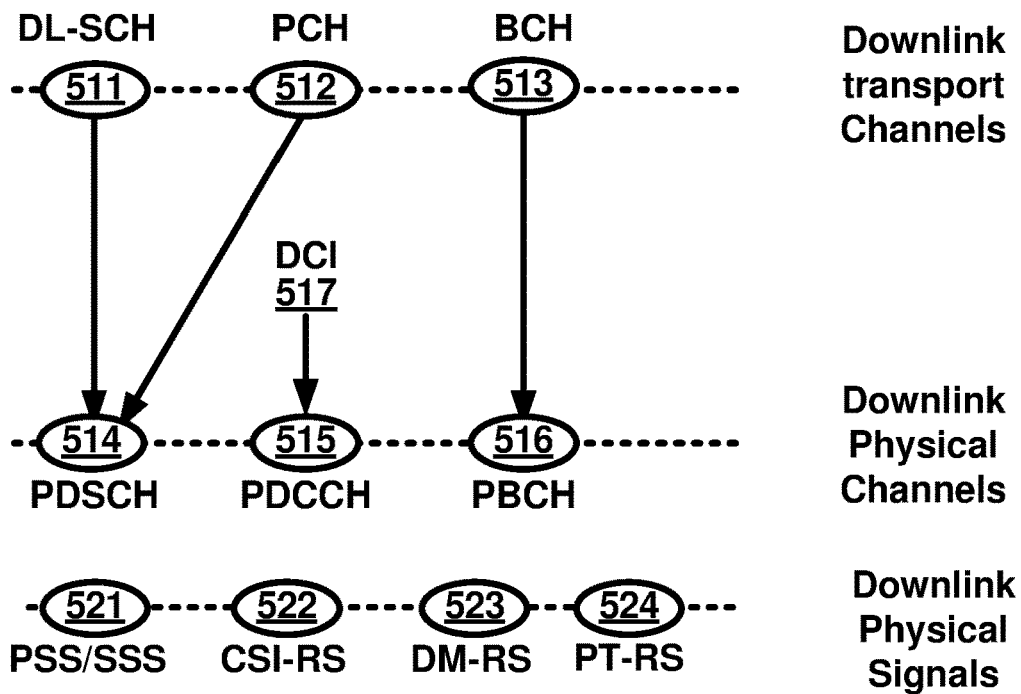 DL-SCH PCH BCH
511 512 513
Downlink
transport
Channels
DCI
517
514 515 516
PDSCH PDCCH PBCH
Downlink
Physical
Channels
521 522 523 524
PSS/SSS CSI-RS DM-RS PT-RS
Downlink
Physical
Signals